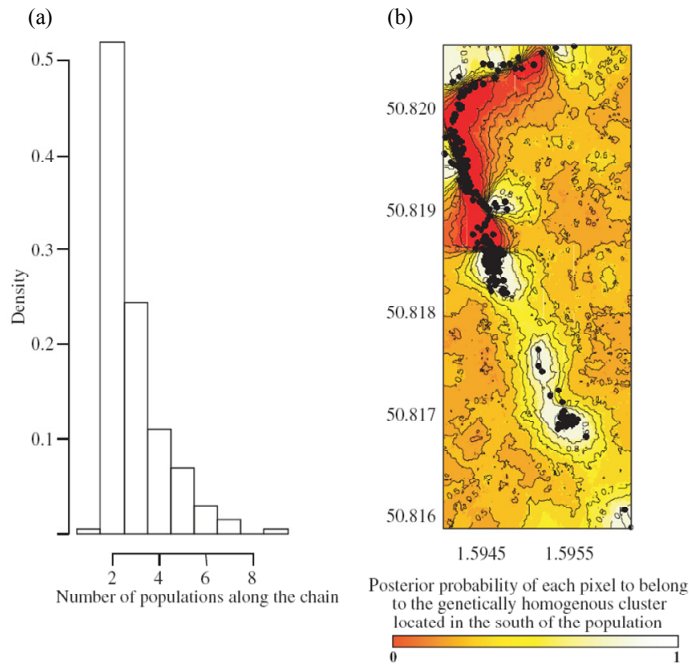 (a)
0.5
0.4
0.3
0.2
0.1
Density
2 4 6 8
Number of populations along the chain
(b)
50.820
50.819
50.818
50.817
50.816
1.5945 1.5955
Posterior probability of each pixel to belong
to the genetically homogenous cluster
located in the south of the population
0 1